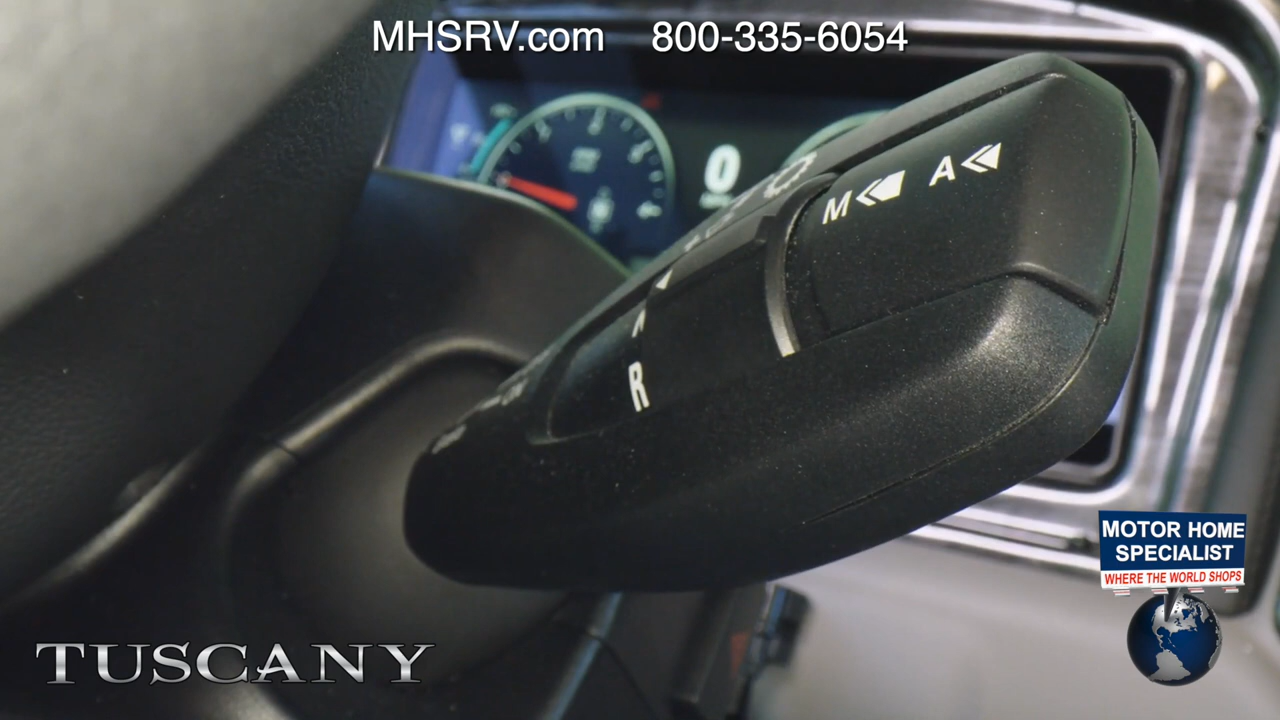 MHSRV.com 800-335-6054
0
M A
R
MOTOR HOME
SPECIALIST
WHERE THE WORLD SHOPS
TUSCANY